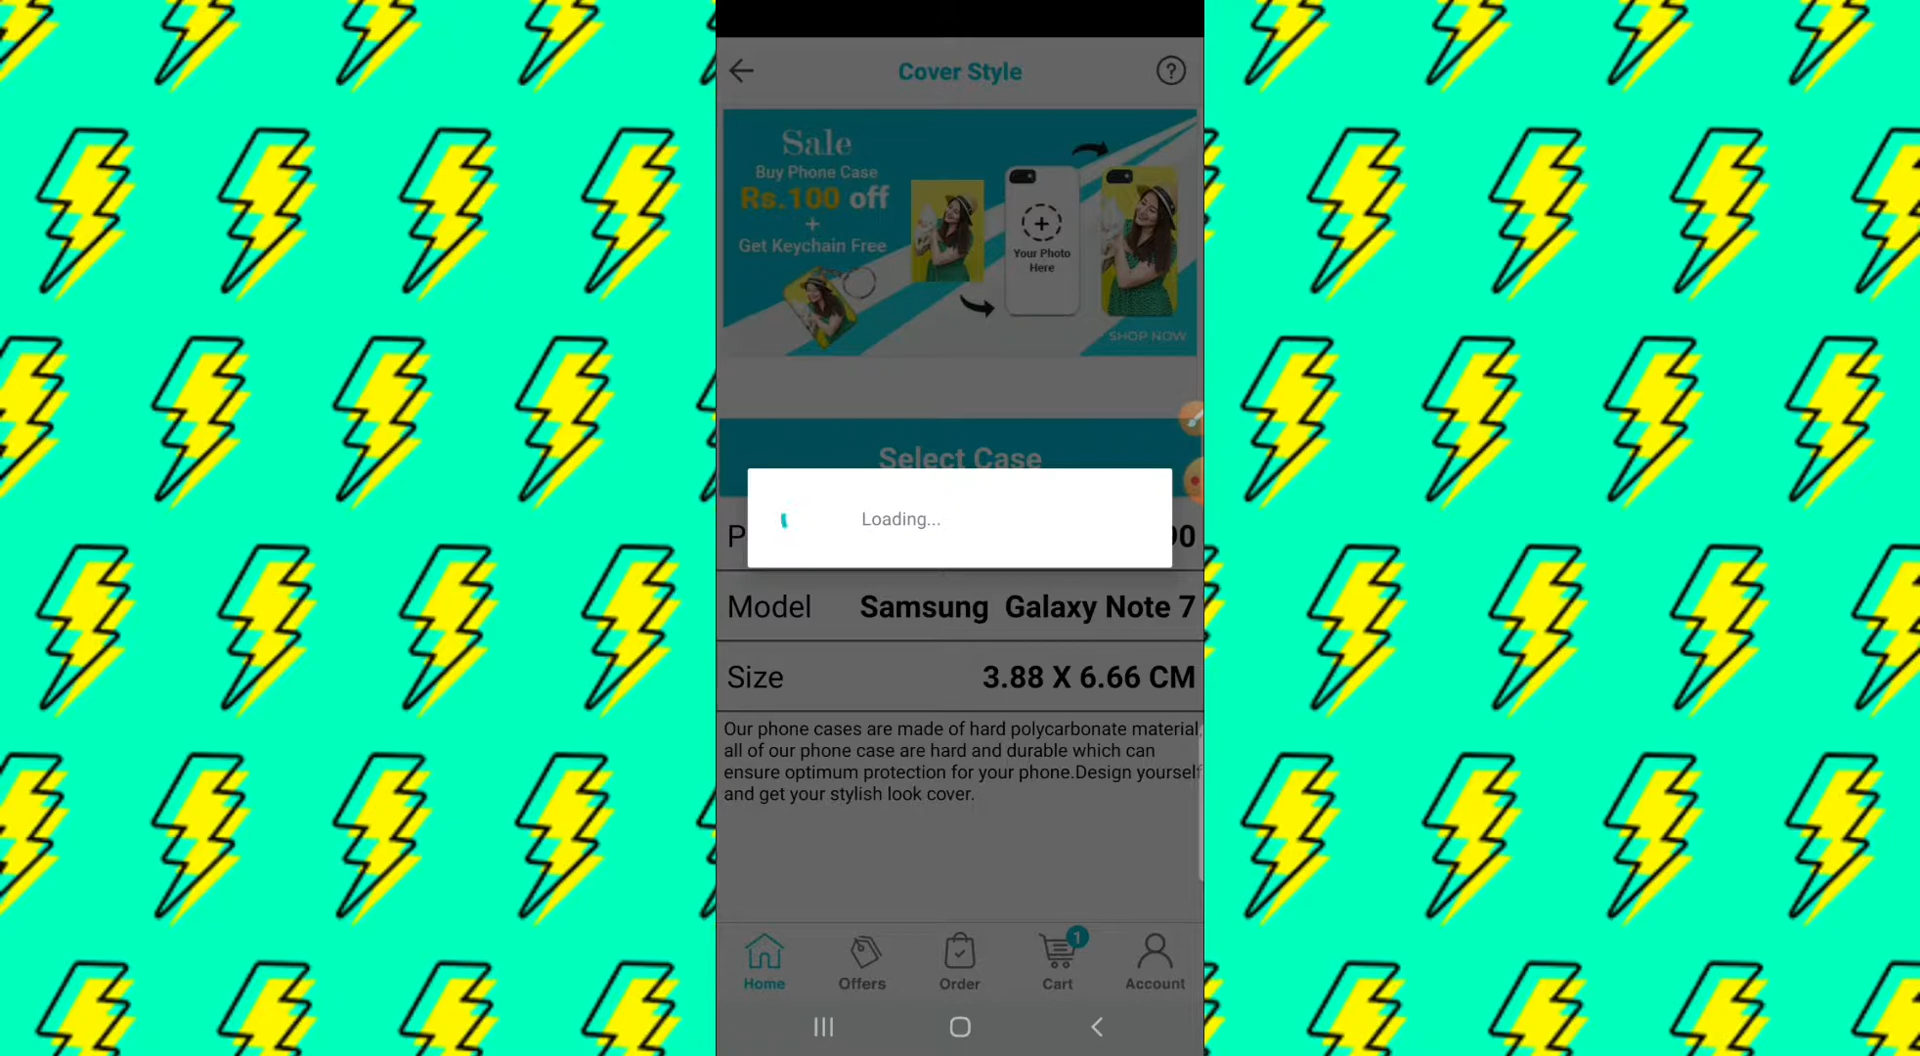 Cover Style
Sale
Buy Phone Case
Rs.100 off
+
Get Keychain Free
Your Photo
Here
SHOP NOW
Select Case
Loading...
Model Samsung Galaxy Note 7
Size 3.88 X 6.66 CM
Our phone cases are made of hard polycarbonate material,
all of our phone case are hard and durable which can
ensure optimum protection for your phone.Design yourself
and get your stylish look cover.
1
Home Offers Order Cart Account